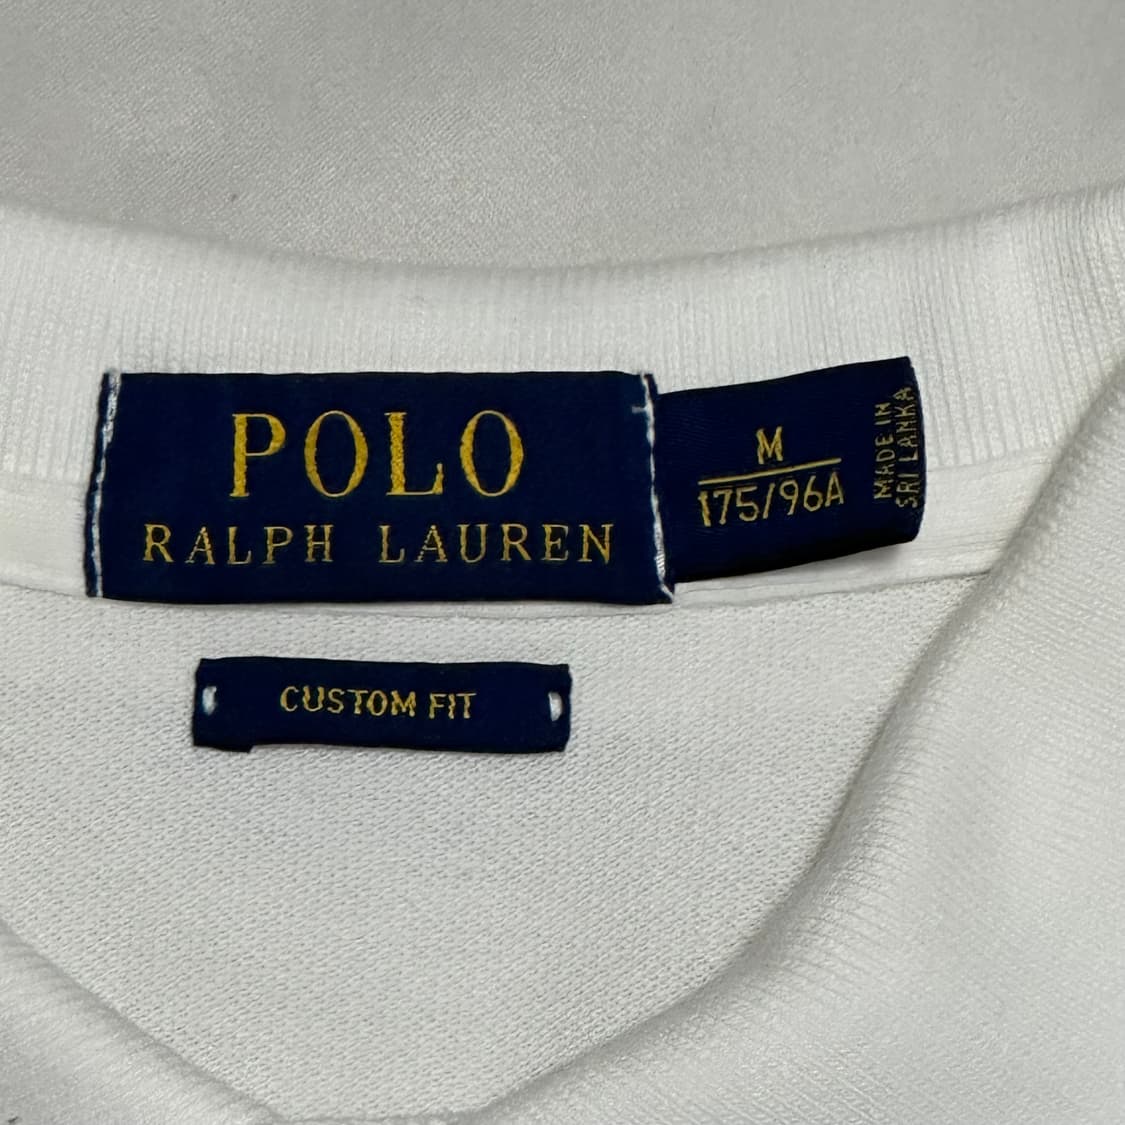 POLO
RALPH LAUREN
M
175/96A
MADE IN
SRI LANKA
CUSTOM FIT